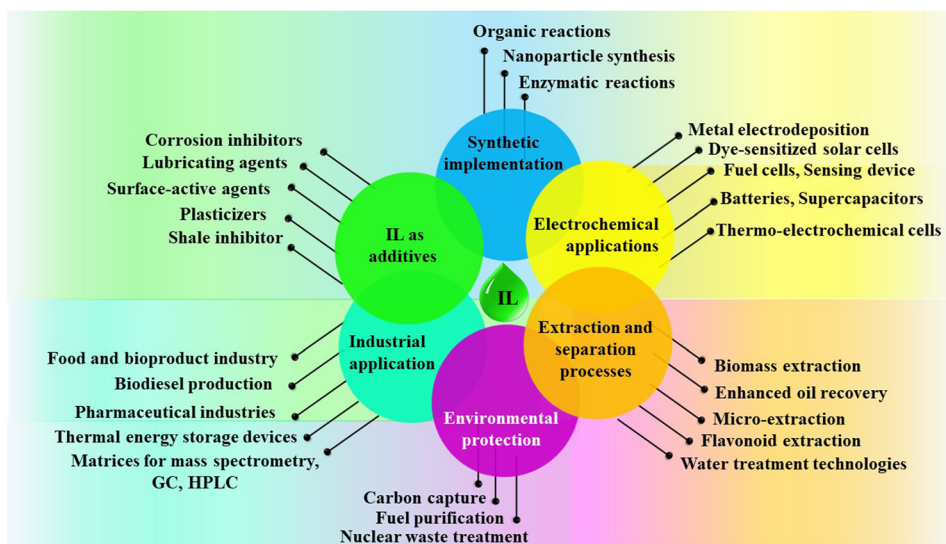 Organic reactions
Nanoparticle synthesis
Enzymatic reactions
Synthetic
implementation
Metal electrodeposition
Dye-sensitized solar cells
Fuel cells, Sensing device
Batteries, Supercapacitors
Thermo-electrochemical cells
Electrochemical
applications
Corrosion inhibitors
Lubricating agents
Surface-active agents
Plasticizers
Shale inhibitor
IL as
additives
IL
Industrial
application
Food and bioproduct industry
Biodiesel production
Pharmaceutical industries
Thermal energy storage devices
Matrices for mass spectrometry,
GC, HPLC
Extraction and
separation
processes
Biomass extraction
Enhanced oil recovery
Micro-extraction
Flavonoid extraction
Water treatment technologies
Environmental
protection
Carbon capture
Fuel purification
Nuclear waste treatment